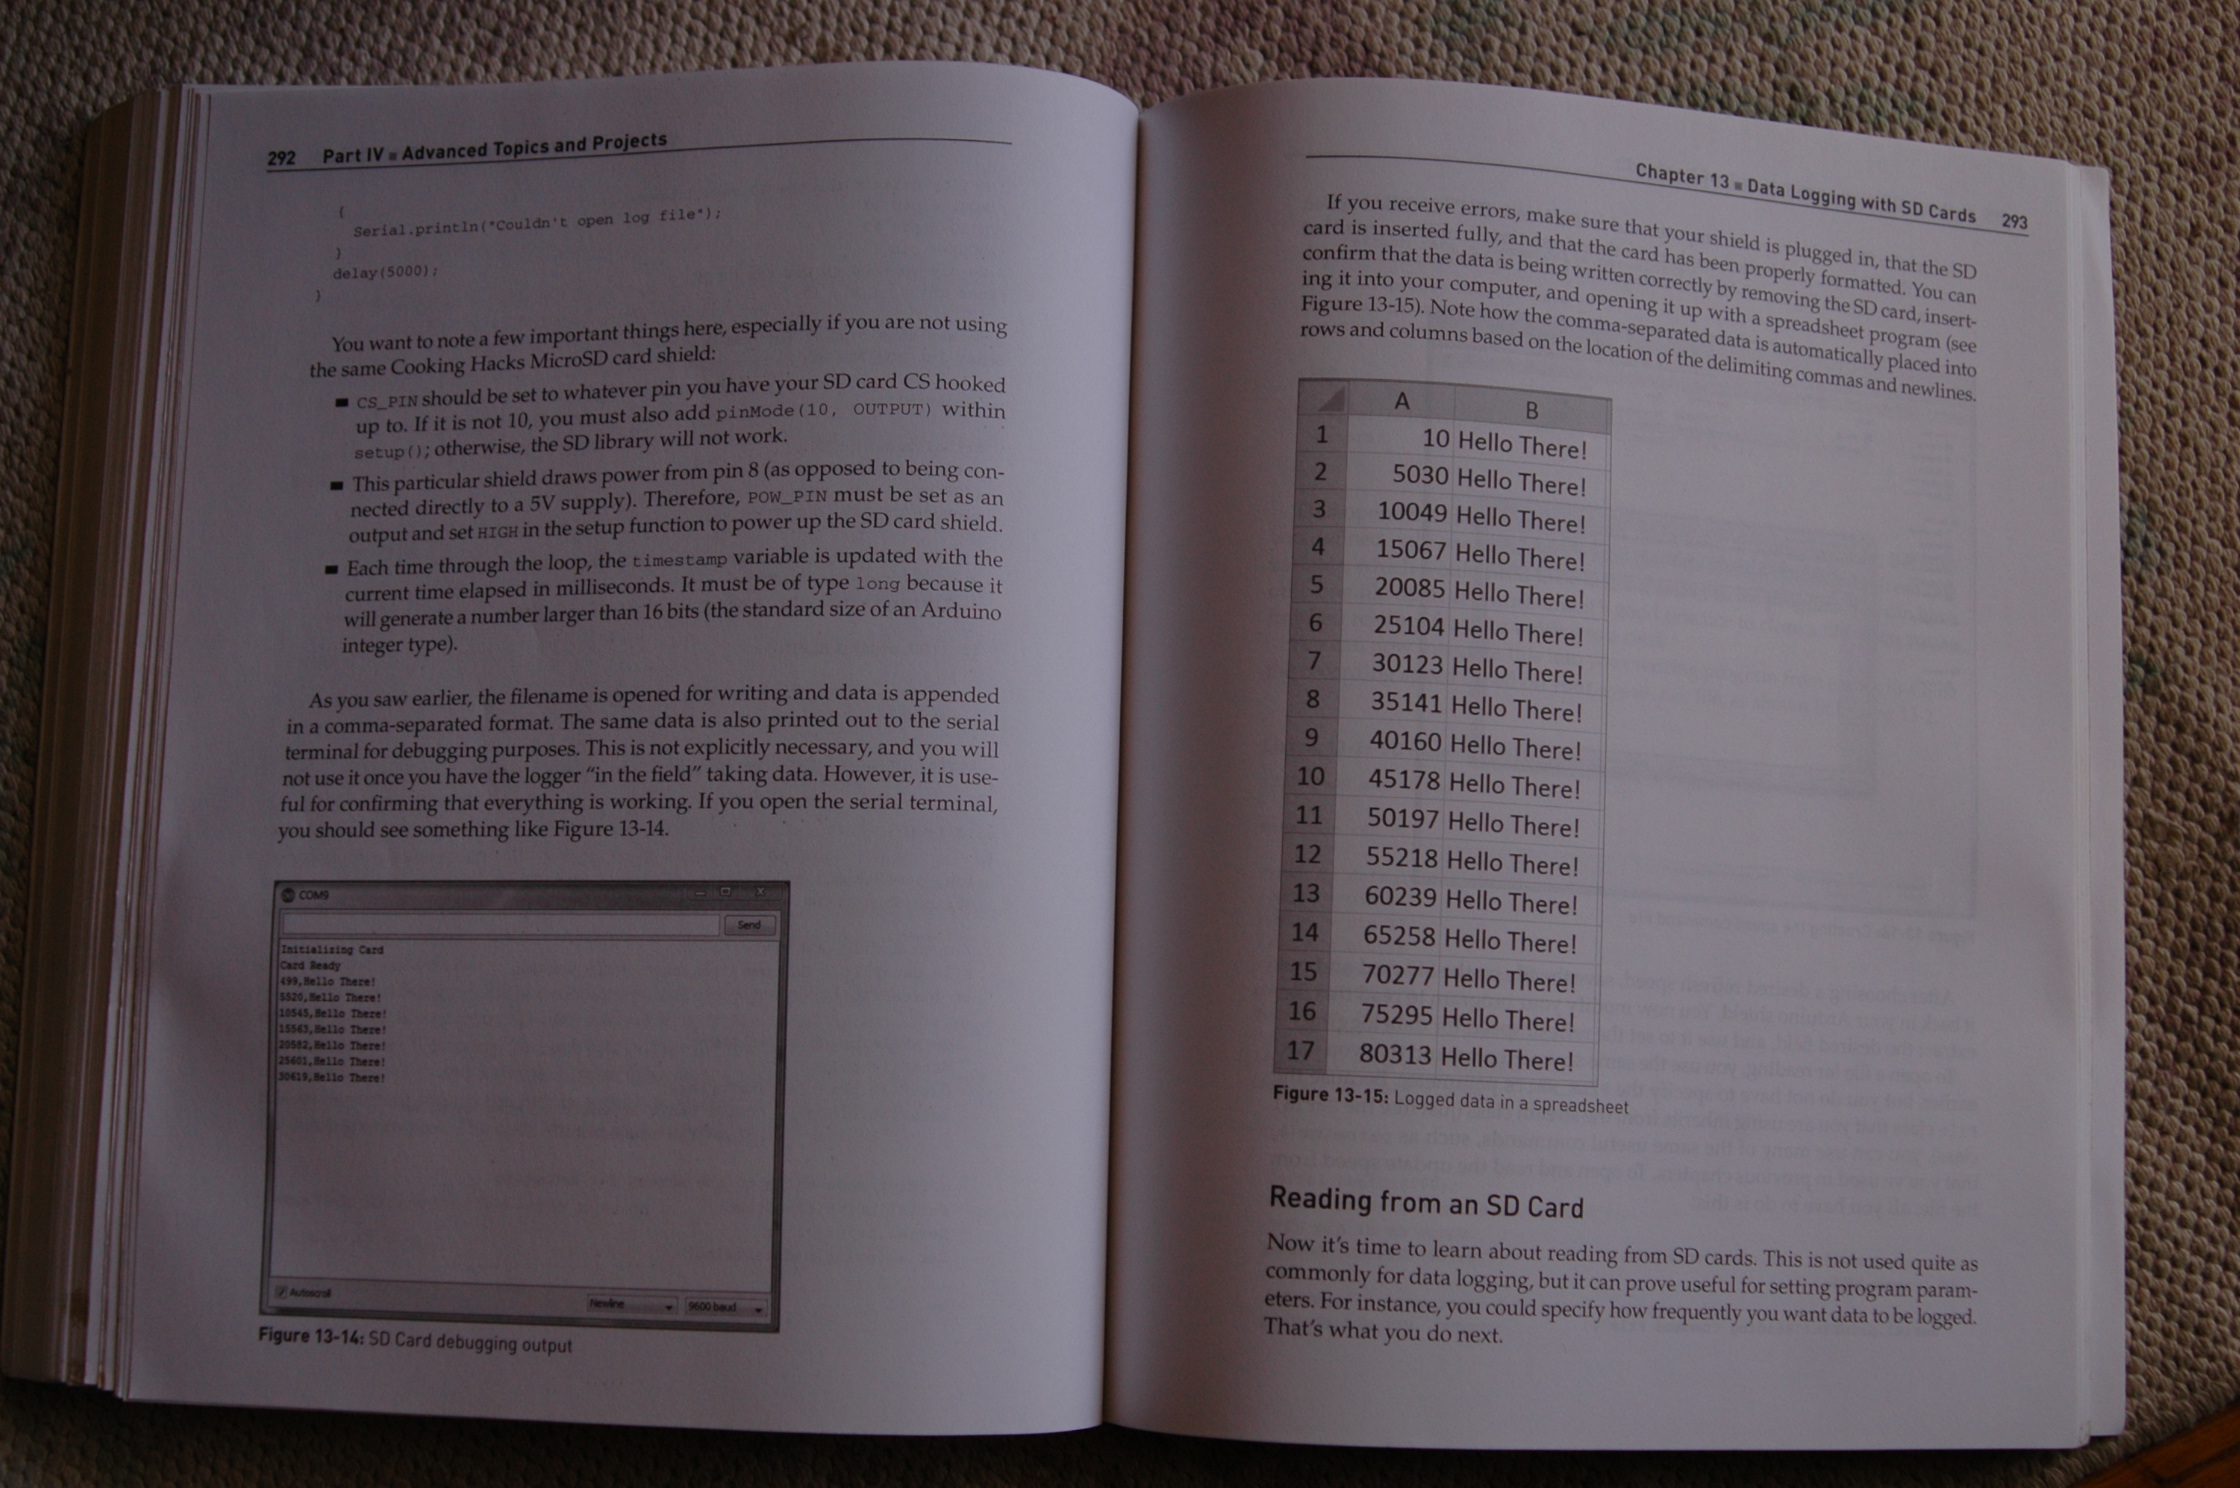 292 Part IV ■ Advanced Topics and Projects
{
Serial.println("Couldn't open log file");
}
delay(5000);
}
You want to note a few important things here, especially if you are not using
the same Cooking Hacks MicroSD card shield:
■ CS_PIN should be set to whatever pin you have your SD card CS hooked
up to. If it is not 10, you must also add pinMode(10, OUTPUT) within
setup(); otherwise, the SD library will not work.
■ This particular shield draws power from pin 8 (as opposed to being con-
nected directly to a 5V supply). Therefore, POW_PIN must be set as an
output and set HIGH in the setup function to power up the SD card shield.
■ Each time through the loop, the timestamp variable is updated with the
current time elapsed in milliseconds. It must be of type long because it
will generate a number larger than 16 bits (the standard size of an Arduino
integer type).
As you saw earlier, the filename is opened for writing and data is appended
in a comma-separated format. The same data is also printed out to the serial
terminal for debugging purposes. This is not explicitly necessary, and you will
not use it once you have the logger “in the field” taking data. However, it is use-
ful for confirming that everything is working. If you open the serial terminal,
you should see something like Figure 13-14.
COM9
Send
Initializing Card
Card Ready
499,Hello There!
5520,Hello There!
10545,Hello There!
15563,Hello There!
20582,Hello There!
25601,Hello There!
30619,Hello There!
Autoscroll Newline 9600 baud
Figure 13-14: SD Card debugging output
Chapter 13 ■ Data Logging with SD Cards 293
If you receive errors, make sure that your shield is plugged in, that the SD
card is inserted fully, and that the card has been properly formatted. You can
confirm that the data is being written correctly by removing the SD card, insert-
ing it into your computer, and opening it up with a spreadsheet program (see
Figure 13-15). Note how the comma-separated data is automatically placed into
rows and columns based on the location of the delimiting commas and newlines.
A B
1 10 Hello There!
2 5030 Hello There!
3 10049 Hello There!
4 15067 Hello There!
5 20085 Hello There!
6 25104 Hello There!
7 30123 Hello There!
8 35141 Hello There!
9 40160 Hello There!
10 45178 Hello There!
11 50197 Hello There!
12 55218 Hello There!
13 60239 Hello There!
14 65258 Hello There!
15 70277 Hello There!
16 75295 Hello There!
17 80313 Hello There!
Figure 13-15: Logged data in a spreadsheet
Reading from an SD Card
Now it's time to learn about reading from SD cards. This is not used quite as
commonly for data logging, but it can prove useful for setting program param-
eters. For instance, you could specify how frequently you want data to be logged.
That's what you do next.